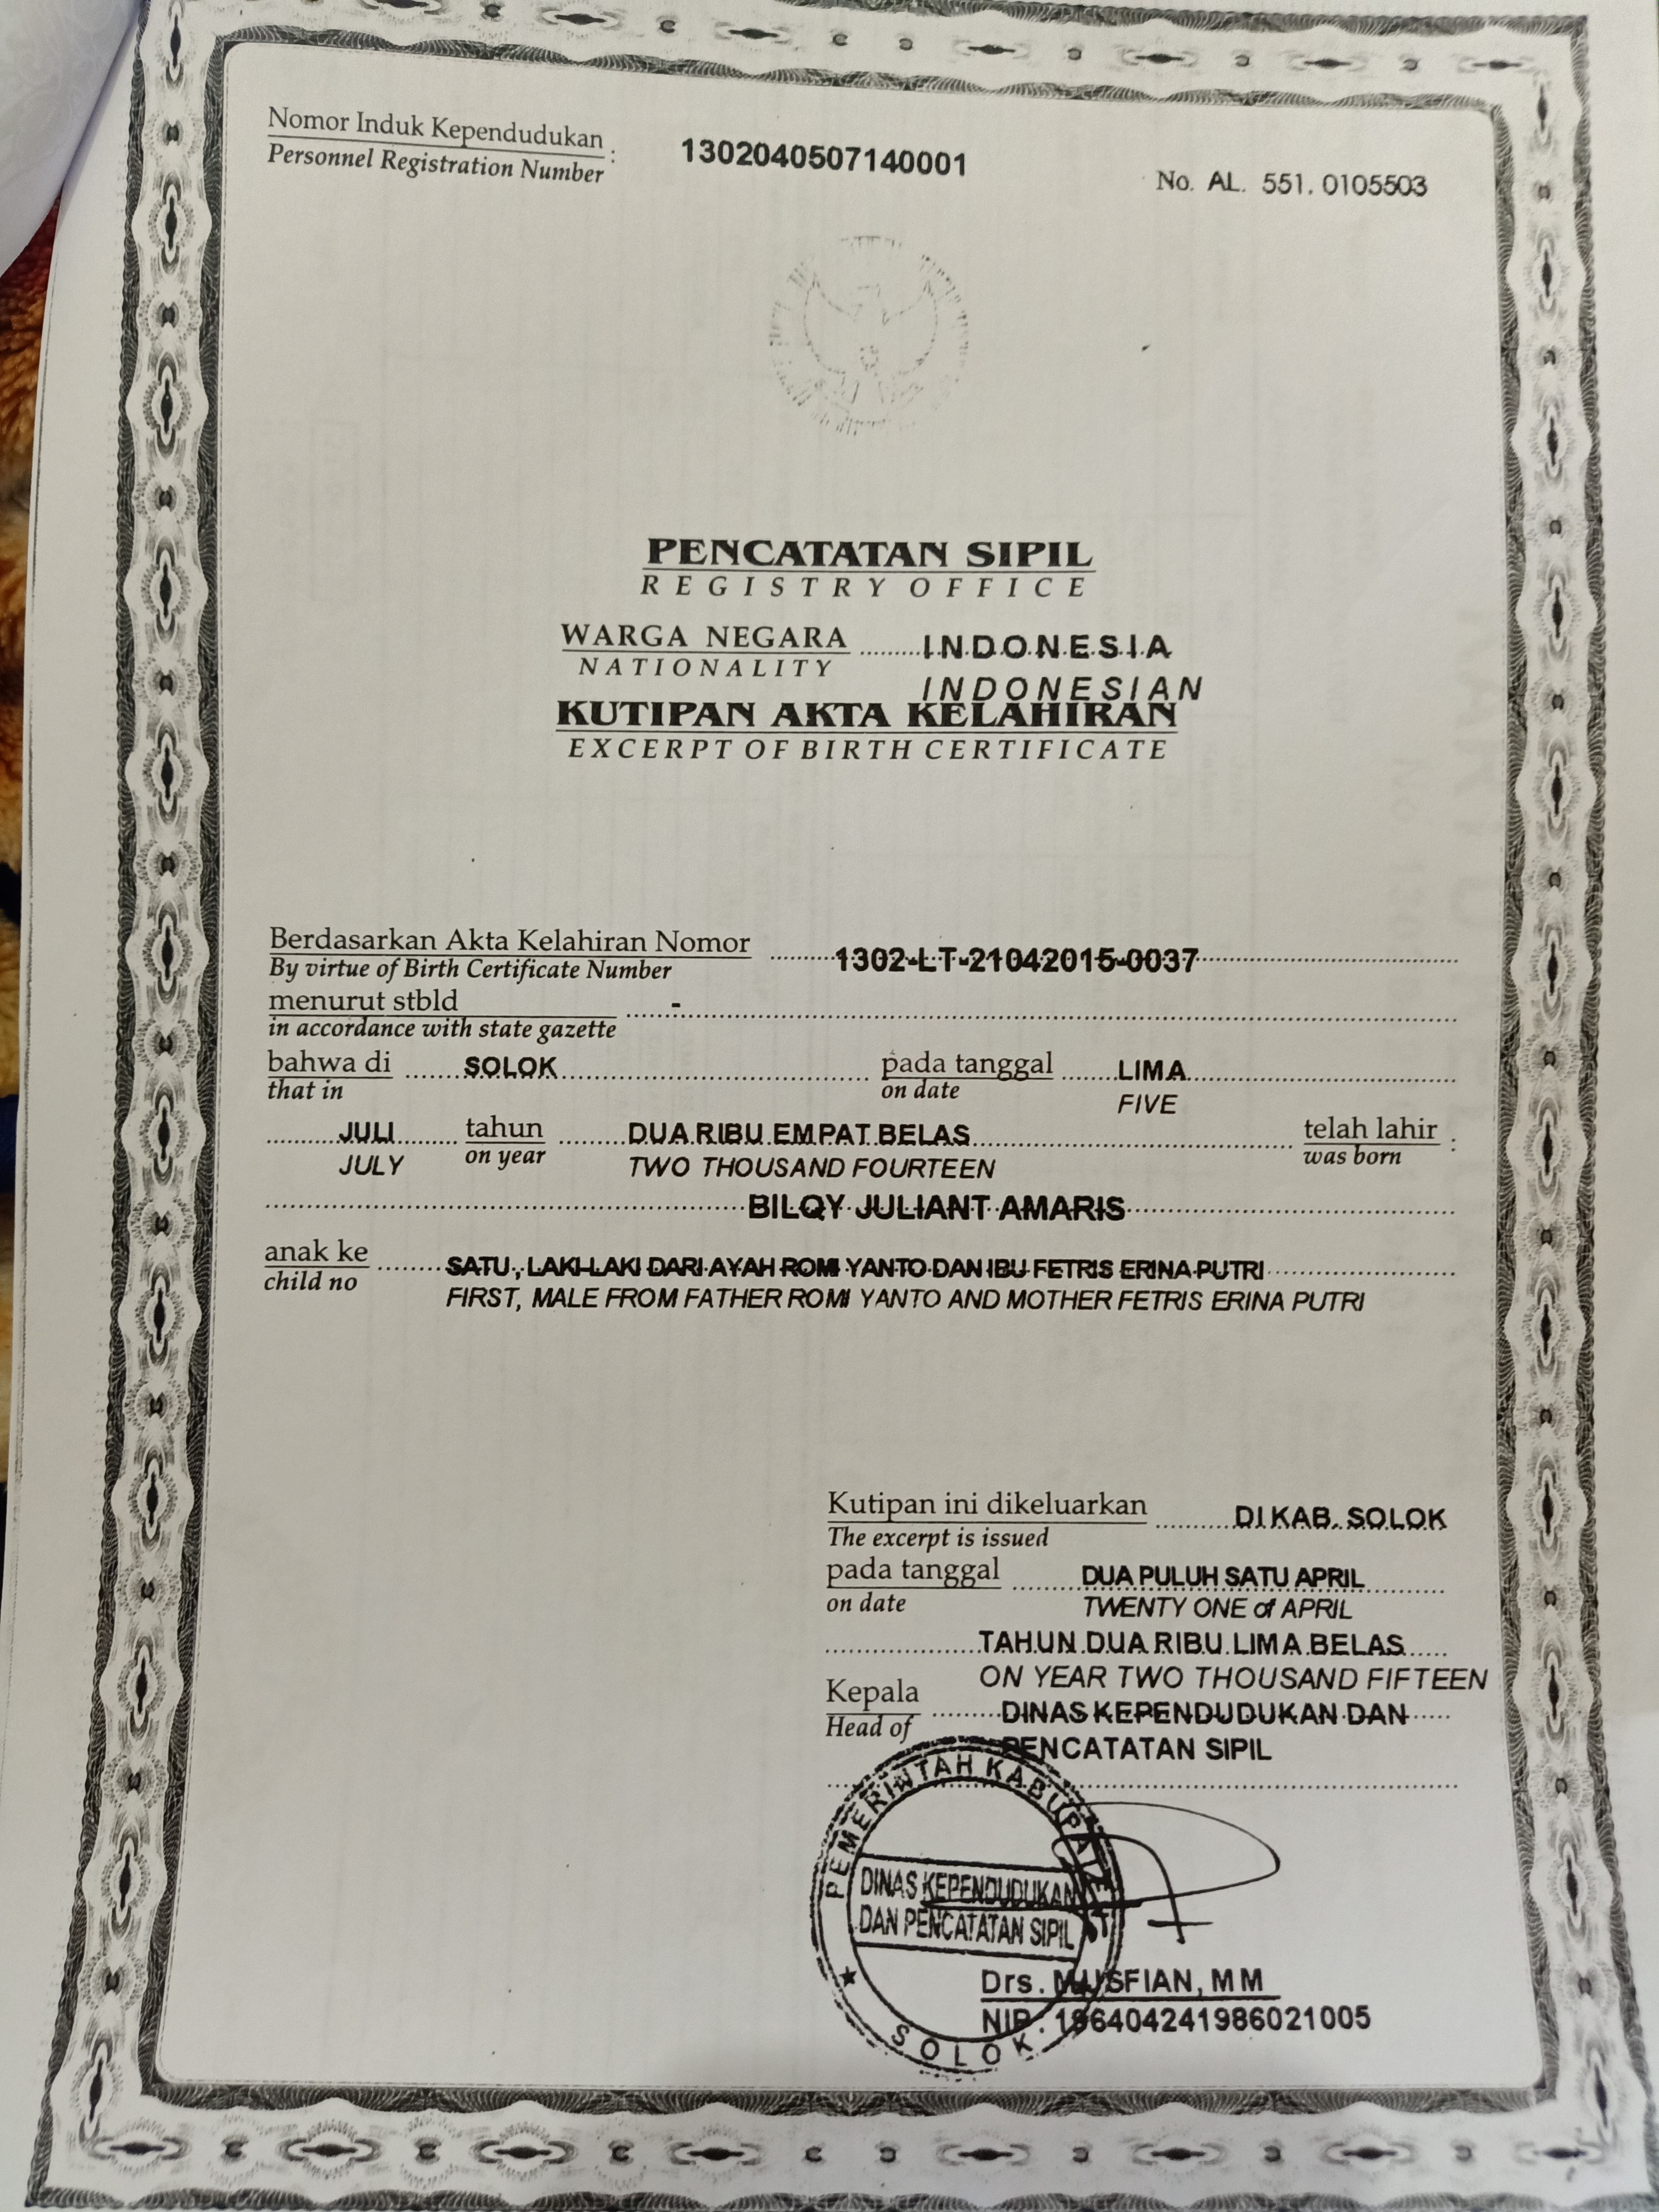 Nomor Induk Kependudukan : 1302040507140001
Personnel Registration Number
No. AL. 551. 0105503
PENCATATAN SIPIL
REGISTRY OFFICE
WARGA NEGARA ........ INDONESIA
NATIONALITY
INDONESIAN
KUTIPAN AKTA KELAHIRAN
EXCERPT OF BIRTH CERTIFICATE
Berdasarkan Akta Kelahiran Nomor ........ 1302-LT-21042015-0037
By virtue of Birth Certificate Number
menurut stbld ........ -
in accordance with state gazette
bahwa di ........ SOLOK ........ pada tanggal ........ LIMA
that in on date FIVE
........ JULI ........ tahun ........ DUA RIBU EMPAT BELAS ........ telah lahir :
JULY on year TWO THOUSAND FOURTEEN was born
BILQY JULIANT AMARIS
anak ke ........ SATU, LAKI-LAKI DARI AYAH ROMI YANTO DAN IBU FETRIS ERINA PUTRI
child no FIRST, MALE FROM FATHER ROMI YANTO AND MOTHER FETRIS ERINA PUTRI
Kutipan ini dikeluarkan ........ DI KAB. SOLOK
The excerpt is issued
pada tanggal ........ DUA PULUH SATU APRIL
on date TWENTY ONE of APRIL
........ TAHUN DUA RIBU LIMA BELAS
ON YEAR TWO THOUSAND FIFTEEN
Kepala ........ DINAS KEPENDUDUKAN DAN
Head of
PENCATATAN SIPIL
PEMERINTAH KABUPATEN
DINAS KEPENDUDUKAN
DAN PENCATATAN SIPIL
SOLOK
Drs. MUSFIAN, MM
NIP. 196404241986021005